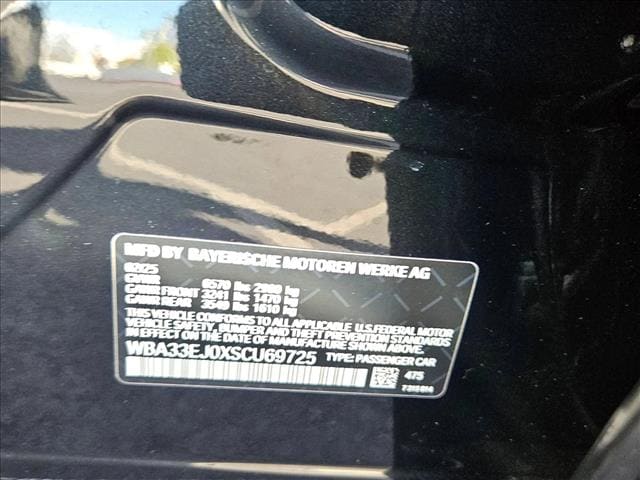 MFD BY BAYERISCHE MOTOREN WERKE AG
02/25
GVWR 6570 lbs 2980 kg
GAWR FRONT 3241 lbs 1470 kg
GAWR REAR 3549 lbs 1610 kg
THIS VEHICLE CONFORMS TO ALL APPLICABLE U.S.FEDERAL MOTOR
VEHICLE SAFETY, BUMPER AND THEFT PREVENTION STANDARDS
IN EFFECT ON THE DATE OF MANUFACTURE SHOWN ABOVE.
WBA33EJ0XSCU69725 TYPE: PASSENGER CAR
475